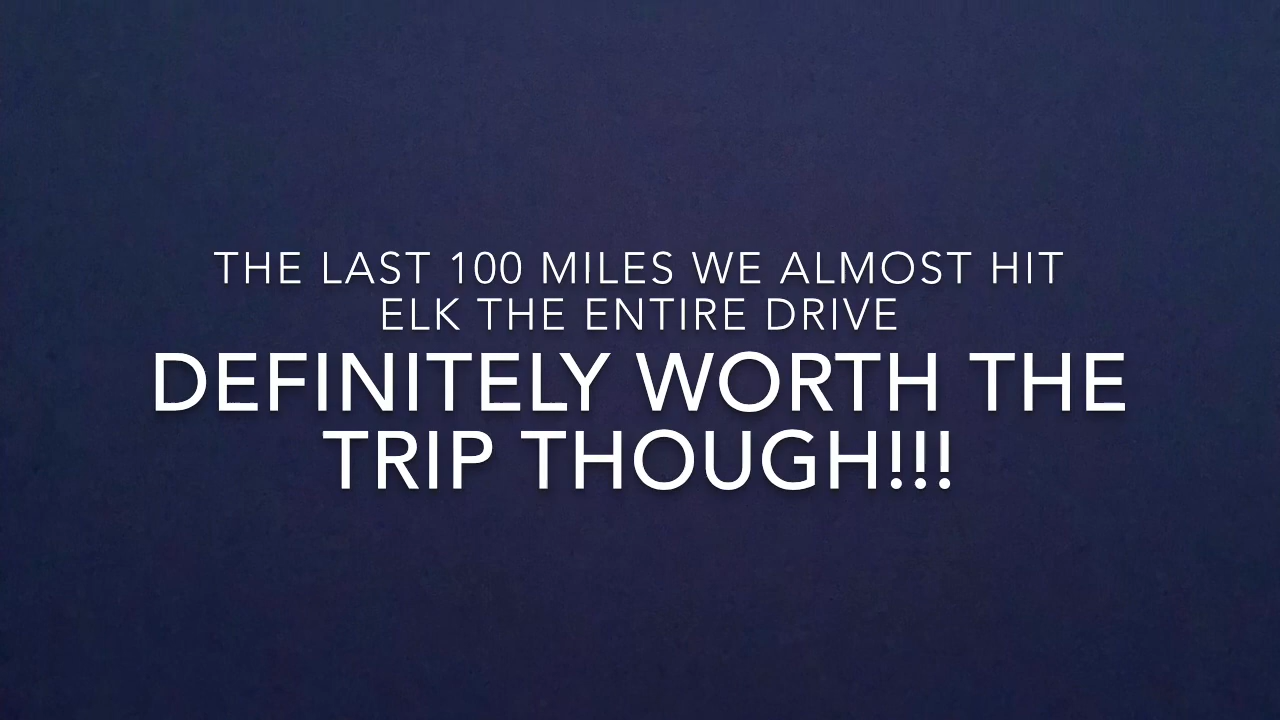 THE LAST 100 MILES WE ALMOST HIT
ELK THE ENTIRE DRIVE
DEFINITELY WORTH THE
TRIP THOUGH!!!